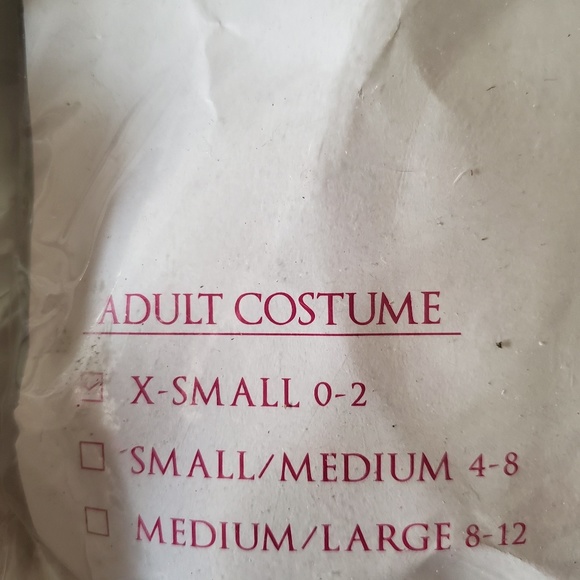 ADULT COSTUME
X-SMALL 0-2
SMALL/MEDIUM 4-8
MEDIUM/LARGE 8-12